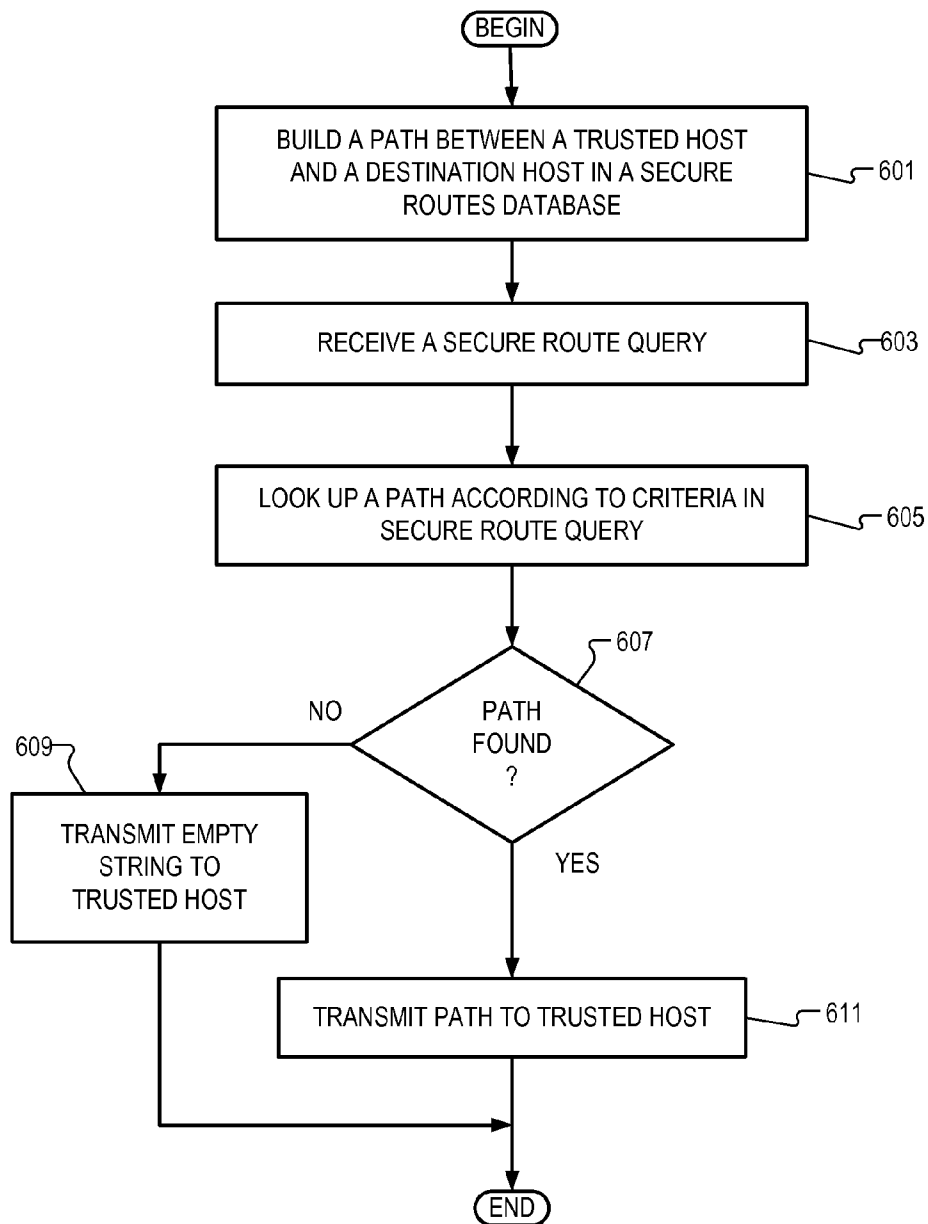 BEGIN
BUILD A PATH BETWEEN A TRUSTED HOST
AND A DESTINATION HOST IN A SECURE
ROUTES DATABASE
601
RECEIVE A SECURE ROUTE QUERY
603
LOOK UP A PATH ACCORDING TO CRITERIA IN
SECURE ROUTE QUERY
605
607
PATH
FOUND
?
NO
609
TRANSMIT EMPTY
STRING TO
TRUSTED HOST
YES
TRANSMIT PATH TO TRUSTED HOST
611
END